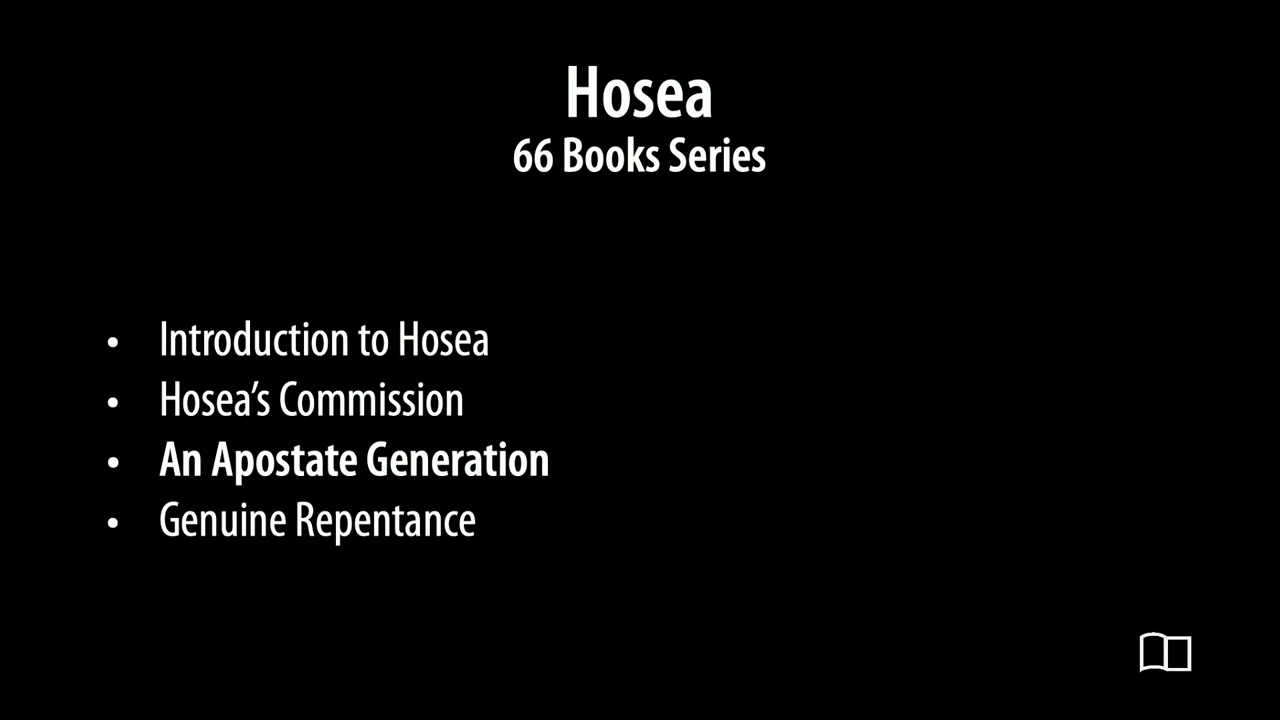 Hosea
66 Books Series
• Introduction to Hosea
• Hosea’s Commission
• An Apostate Generation
• Genuine Repentance